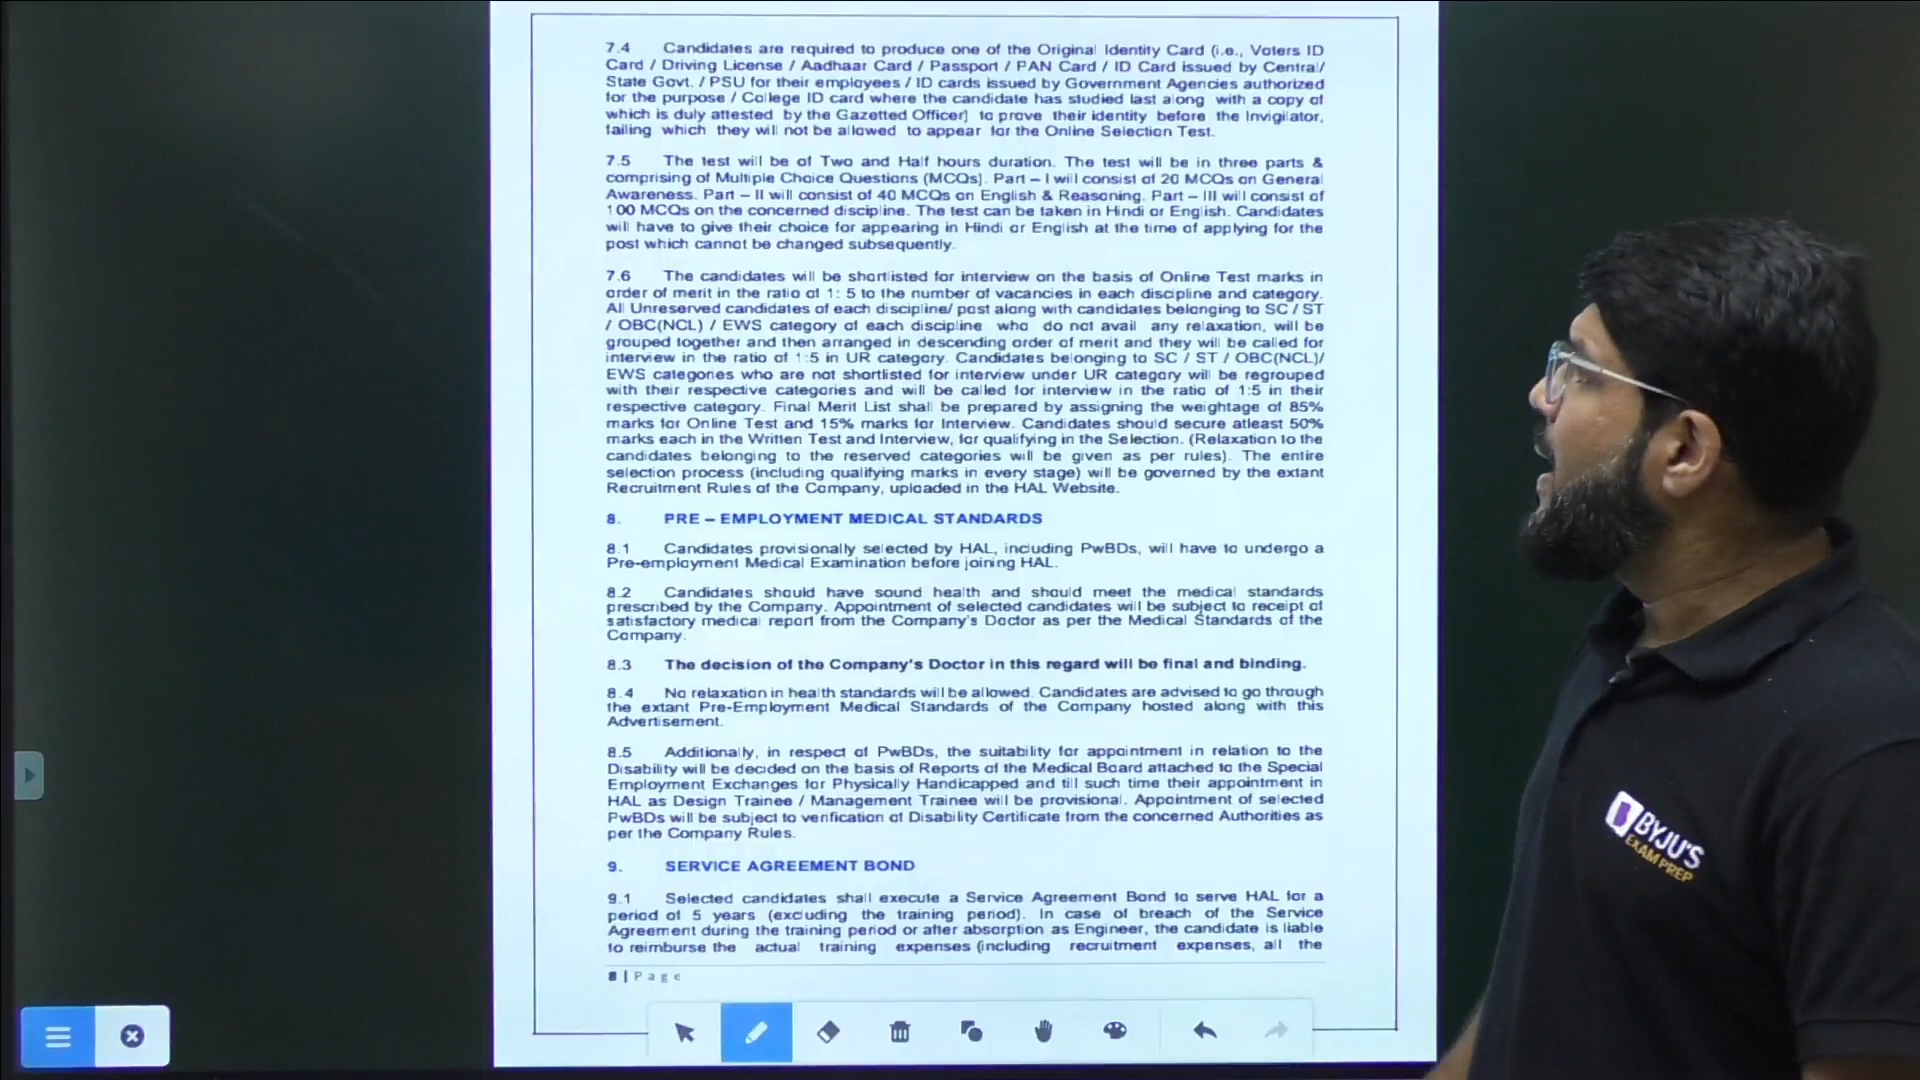 7.4 Candidates are required to produce one of the Original Identity Card (i.e., Voters ID
Card / Driving License / Aadhaar Card / Passport / PAN Card / ID Card issued by Central/
State Govt. / PSU for their employees / ID cards issued by Government Agencies authorized
for the purpose / College ID card where the candidate has studied last along with a copy of
which is duly attested by the Gazetted Officer) to prove their identity before the Invigilator,
failing which they will not be allowed to appear for the Online Selection Test.
7.5 The test will be of Two and Half hours duration. The test will be in three parts &
comprising of Multiple Choice Questions (MCQs). Part – I will consist of 20 MCQs on General
Awareness. Part – II will consist of 40 MCQs on English & Reasoning. Part – III will consist of
100 MCQs on the concerned discipline. The test can be taken in Hindi or English. Candidates
will have to give their choice for appearing in Hindi or English at the time of applying for the
post which cannot be changed subsequently.
7.6 The candidates will be shortlisted for interview on the basis of Online Test marks in
order of merit in the ratio of 1: 5 to the number of vacancies in each discipline and category.
All Unreserved candidates of each discipline/ post along with candidates belonging to SC / ST
/ OBC(NCL) / EWS category of each discipline who do not avail any relaxation, will be
grouped together and then arranged in descending order of merit and they will be called for
interview in the ratio of 1:5 in UR category. Candidates belonging to SC / ST / OBC(NCL)/
EWS categories who are not shortlisted for interview under UR category will be regrouped
with their respective categories and will be called for interview in the ratio of 1:5 in their
respective category. Final Merit List shall be prepared by assigning the weightage of 85%
marks for Online Test and 15% marks for Interview. Candidates should secure atleast 50%
marks each in the Written Test and Interview, for qualifying in the Selection. (Relaxation to the
candidates belonging to the reserved categories will be given as per rules). The entire
selection process (including qualifying marks in every stage) will be governed by the extant
Recruitment Rules of the Company, uploaded in the HAL Website.
8. PRE – EMPLOYMENT MEDICAL STANDARDS
8.1 Candidates provisionally selected by HAL, including PwBDs, will have to undergo a
Pre-employment Medical Examination before joining HAL.
8.2 Candidates should have sound health and should meet the medical standards
prescribed by the Company. Appointment of selected candidates will be subject to receipt of
satisfactory medical report from the Company's Doctor as per the Medical Standards of the
Company.
8.3 The decision of the Company's Doctor in this regard will be final and binding.
8.4 No relaxation in health standards will be allowed. Candidates are advised to go through
the extant Pre-Employment Medical Standards of the Company hosted along with this
Advertisement.
8.5 Additionally, in respect of PwBDs, the suitability for appointment in relation to the
Disability will be decided on the basis of Reports of the Medical Board attached to the Special
Employment Exchanges for Physically Handicapped and till such time their appointment in
HAL as Design Trainee / Management Trainee will be provisional. Appointment of selected
PwBDs will be subject to verification of Disability Certificate from the concerned Authorities as
per the Company Rules.
9. SERVICE AGREEMENT BOND
9.1 Selected candidates shall execute a Service Agreement Bond to serve HAL for a
period of 5 years (excluding the training period). In case of breach of the Service
Agreement during the training period or after absorption as Engineer, the candidate is liable
to reimburse the actual training expenses (including recruitment expenses, all the
8 | Page
BYJU'S
EXAM PREP